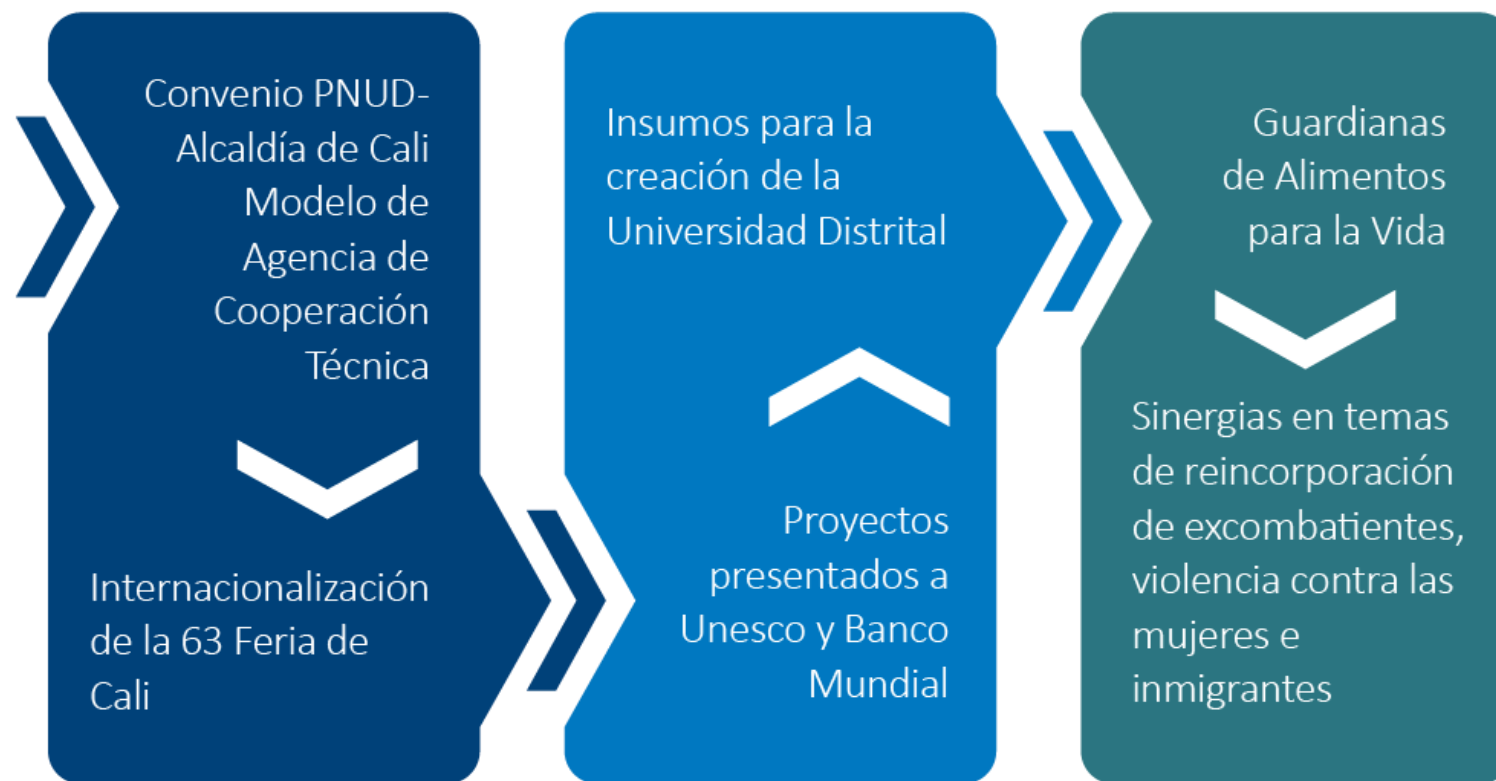 Convenio PNUD-
Alcaldía de Cali
Modelo de
Agencia de
Cooperación
Técnica
Internacionalización
de la 63 Feria de
Cali
Proyectos
presentados a
Unesco y Banco
Mundial
Insumos para la
creación de la
Universidad Distrital
Guardianas
de Alimentos
para la Vida
Sinergias en temas
de reincorporación
de excombatientes,
violencia contra las
mujeres e
inmigrantes